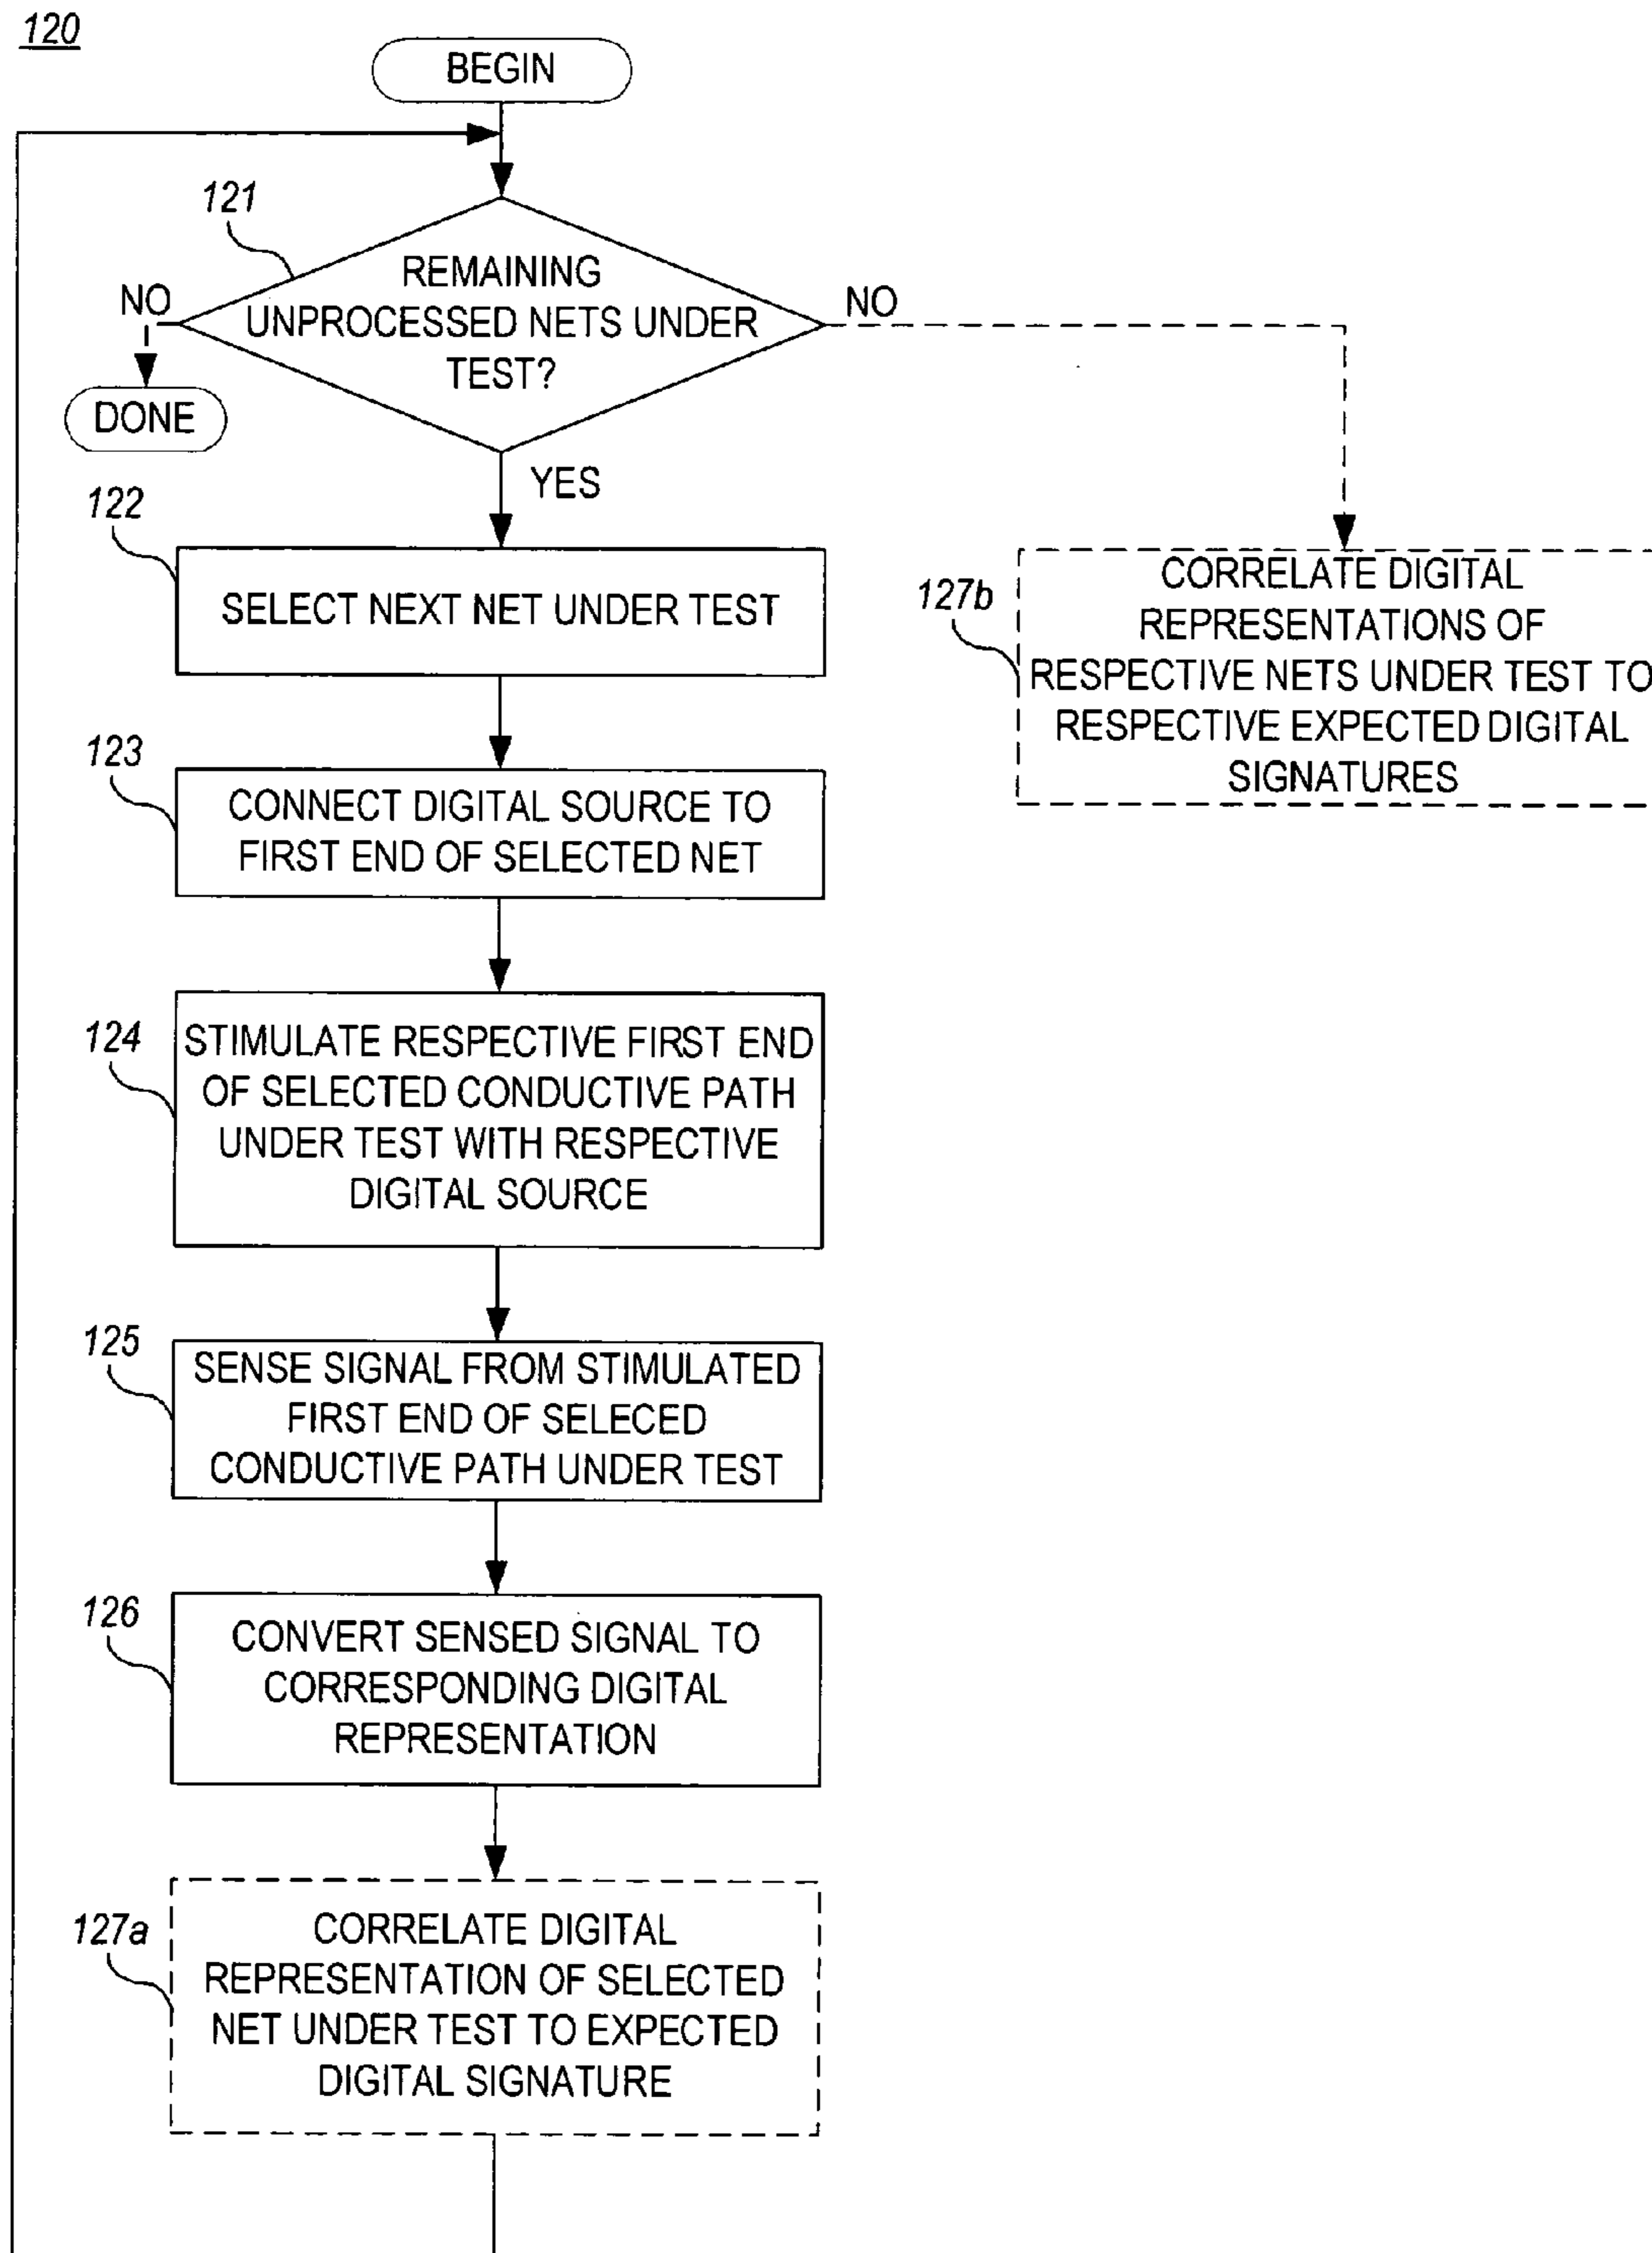 120
BEGIN
121
REMAINING
UNPROCESSED NETS UNDER
TEST?
NO
NO
DONE
YES
122
SELECT NEXT NET UNDER TEST
127b
CORRELATE DIGITAL
REPRESENTATIONS OF
RESPECTIVE NETS UNDER TEST TO
RESPECTIVE EXPECTED DIGITAL
SIGNATURES
123
CONNECT DIGITAL SOURCE TO
FIRST END OF SELECTED NET
124
STIMULATE RESPECTIVE FIRST END
OF SELECTED CONDUCTIVE PATH
UNDER TEST WITH RESPECTIVE
DIGITAL SOURCE
125
SENSE SIGNAL FROM STIMULATED
FIRST END OF SELECED
CONDUCTIVE PATH UNDER TEST
126
CONVERT SENSED SIGNAL TO
CORRESPONDING DIGITAL
REPRESENTATION
127a
CORRELATE DIGITAL
REPRESENTATION OF SELECTED
NET UNDER TEST TO EXPECTED
DIGITAL SIGNATURE